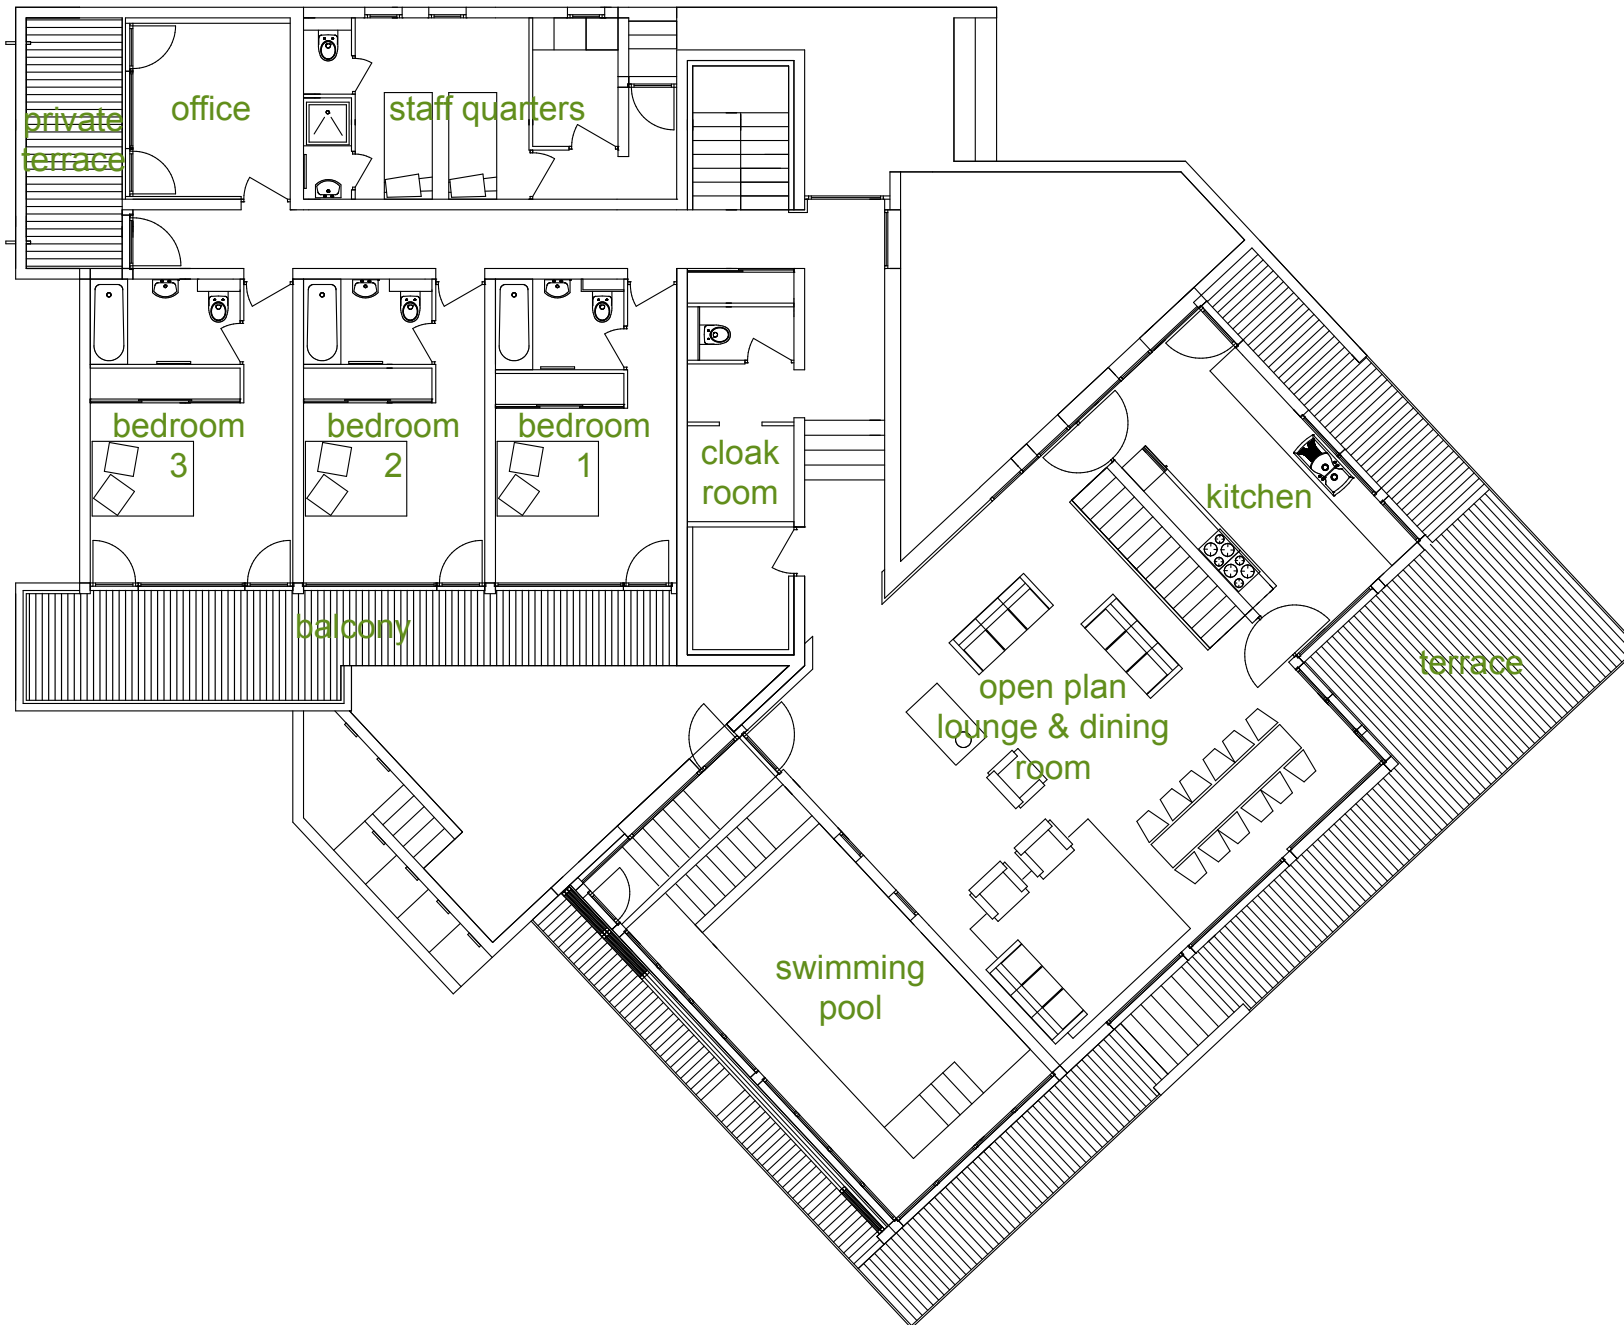 office
staff quarters
private
terrace
bedroom
3
bedroom
2
bedroom
1
cloak
room
kitchen
balcony
terrace
open plan
lounge & dining
room
swimming
pool